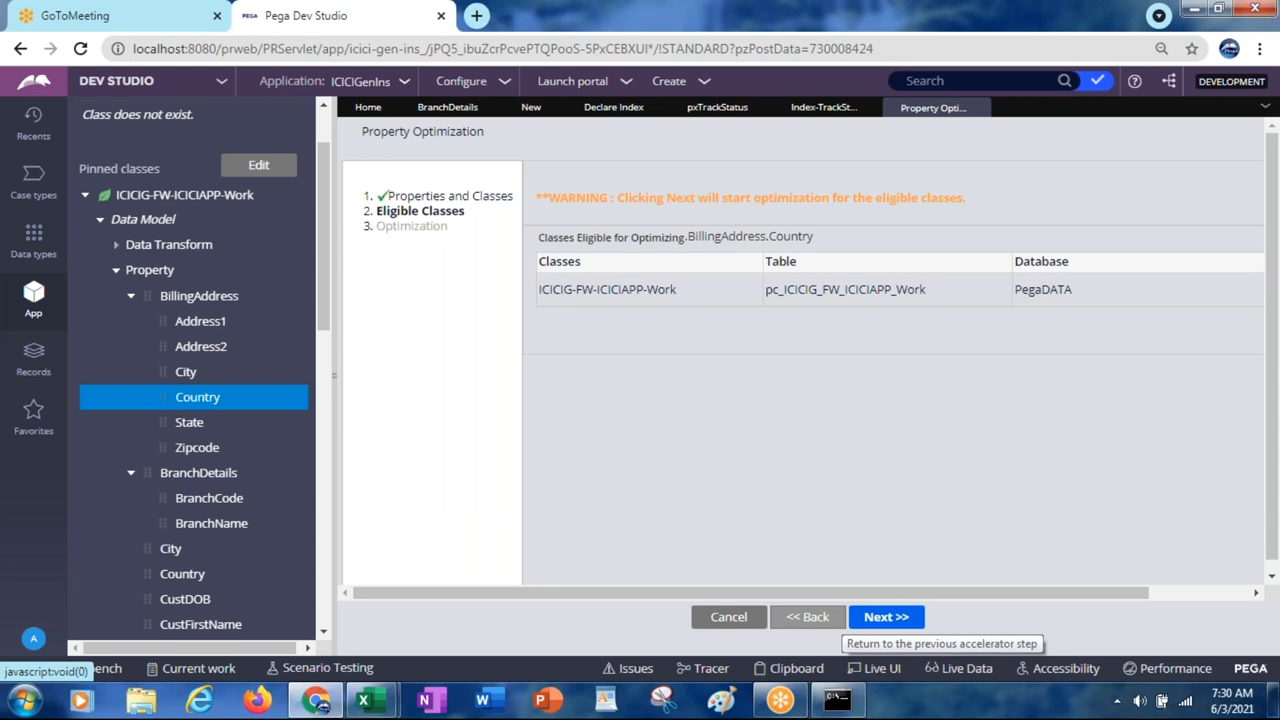 GoToMeeting
PEGA Pega Dev Studio
localhost:8080/prweb/PRServlet/app/icici-gen-ins_/jPQ5_ibuZcrPcvePTQPooS-5PxCEBXUI*/!STANDARD?pzPostData=730008424
DEV STUDIO Application: ICICIGenIns Configure Launch portal Create Search DEVELOPMENT
Home BranchDetails New Declare Index pxTrackStatus Index-TrackSt... Property Opti...
Recents
Case types
Data types
App
Records
Favorites
A
Class does not exist.
Pinned classes Edit
ICICIG-FW-ICICIAPP-Work
Data Model
Data Transform
Property
BillingAddress
Address1
Address2
City
Country
State
Zipcode
BranchDetails
BranchCode
BranchName
City
Country
CustDOB
CustFirstName
Property Optimization
1. Properties and Classes
2. Eligible Classes
3. Optimization
**WARNING : Clicking Next will start optimization for the eligible classes.
Classes Eligible for Optimizing.BillingAddress.Country
Classes Table Database
ICICIG-FW-ICICIAPP-Work pc_ICICIG_FW_ICICIAPP_Work PegaDATA
Cancel << Back Next >>
Return to the previous accelerator step
javascript:void(0) ench Current work Scenario Testing Issues Tracer Clipboard Live UI Live Data Accessibility Performance PEGA
7:30 AM
6/3/2021